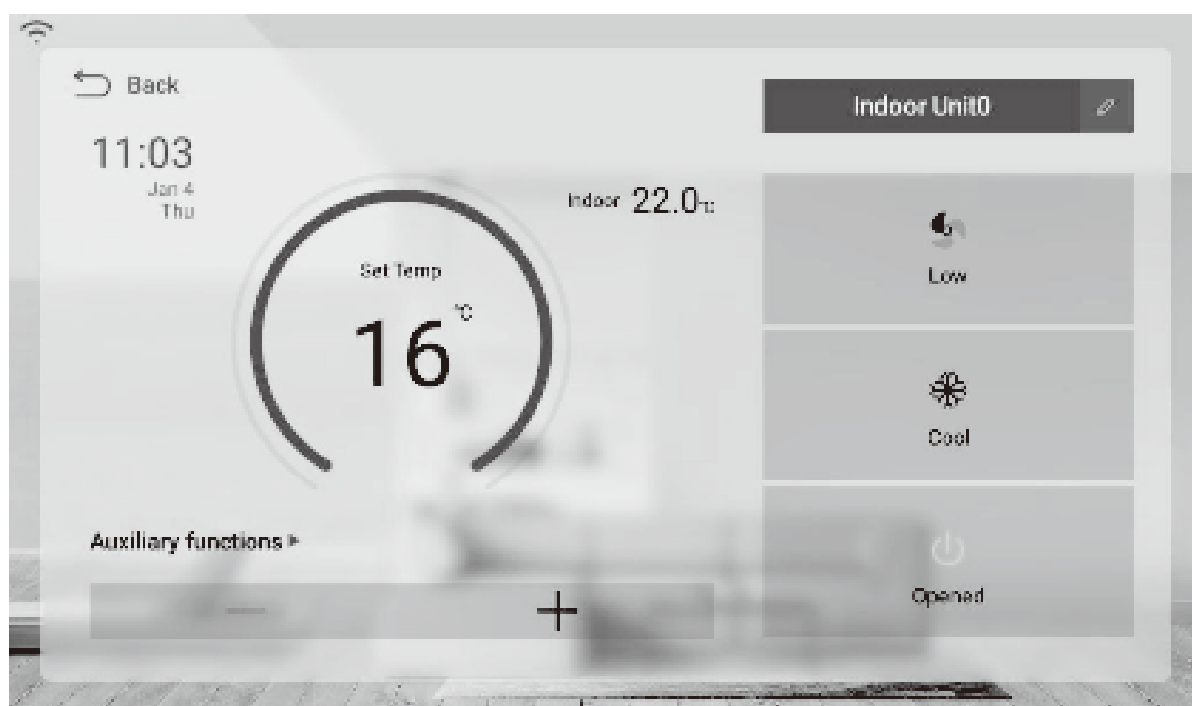 Back
Indoor Unit0
11:03
Jan 4
Thu
Indoor 22.0℃
Set Temp
16 ℃
Low
Cool
Auxiliary functions
Opened